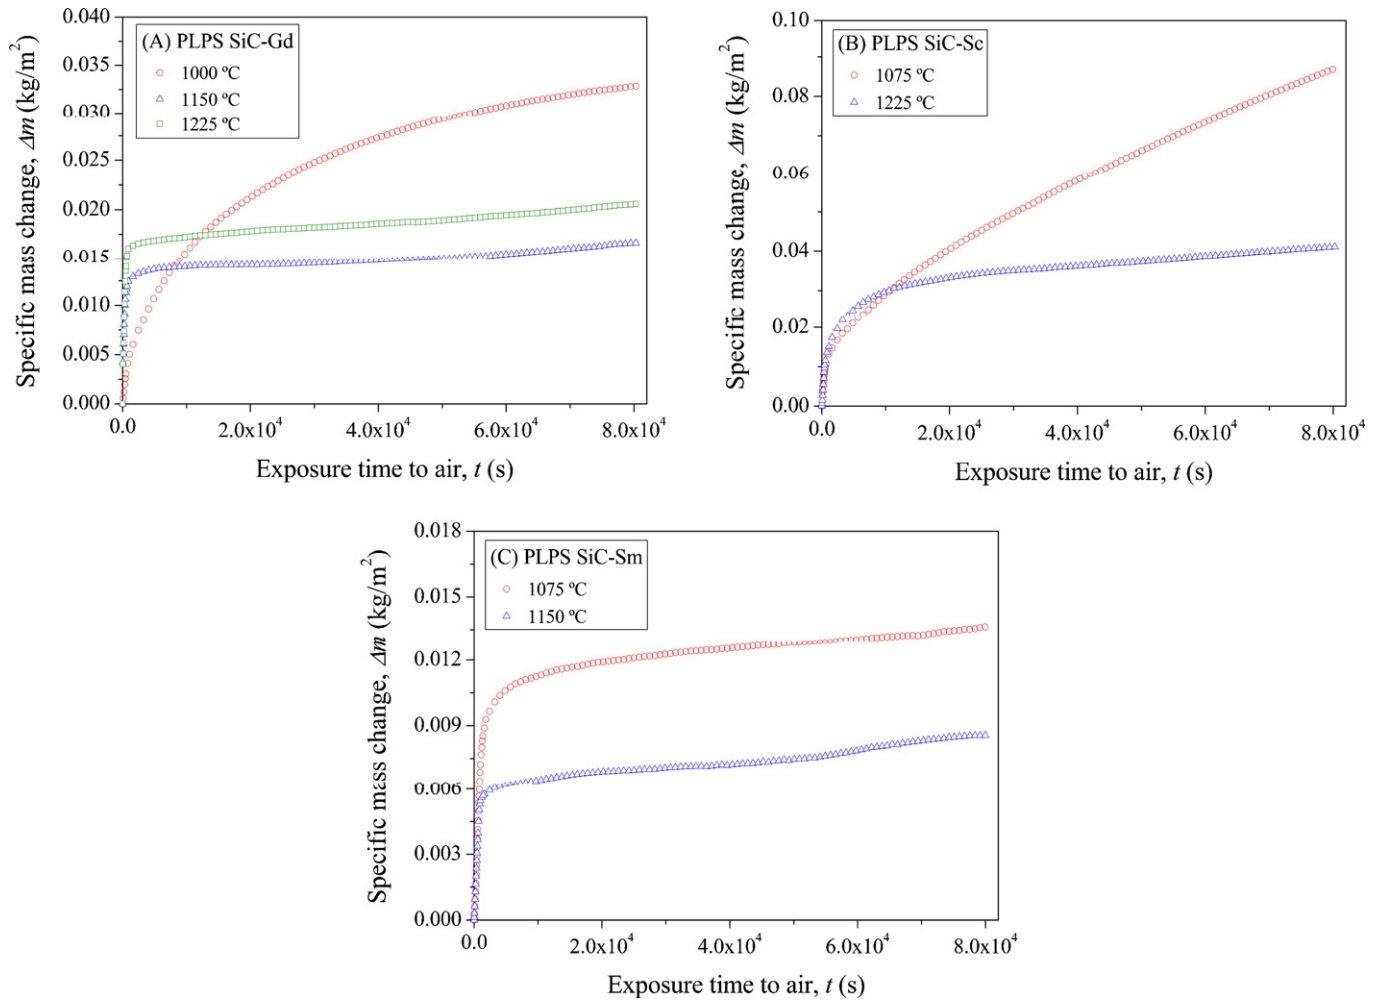 (A) PLPS SiC-Gd
1000 ºC
1150 ºC
1225 ºC
Specific mass change, Δm (kg/m²)
0.040
0.035
0.030
0.025
0.020
0.015
0.010
0.005
0.000
0.0
2.0x10⁴
4.0x10⁴
6.0x10⁴
8.0x10⁴
Exposure time to air, t (s)
(B) PLPS SiC-Sc
1075 ºC
1225 ºC
Specific mass change, Δm (kg/m²)
0.10
0.08
0.06
0.04
0.02
0.00
0.0
2.0x10⁴
4.0x10⁴
6.0x10⁴
8.0x10⁴
Exposure time to air, t (s)
(C) PLPS SiC-Sm
1075 ºC
1150 ºC
Specific mass change, Δm (kg/m²)
0.018
0.015
0.012
0.009
0.006
0.003
0.000
0.0
2.0x10⁴
4.0x10⁴
6.0x10⁴
8.0x10⁴
Exposure time to air, t (s)